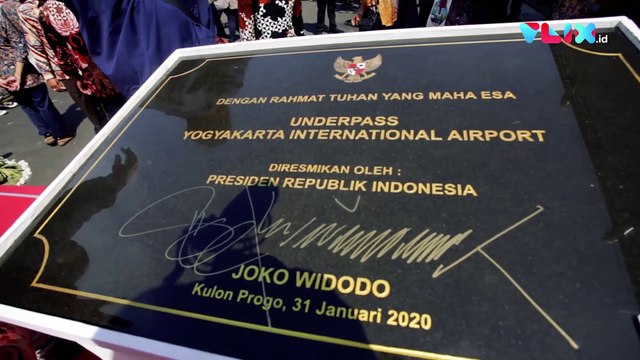 FLIX.id
DENGAN RAHMAT TUHAN YANG MAHA ESA
UNDERPASS
YOGYAKARTA INTERNATIONAL AIRPORT
DIRESMIKAN OLEH :
PRESIDEN REPUBLIK INDONESIA
JOKO WIDODO
Kulon Progo, 31 Januari 2020